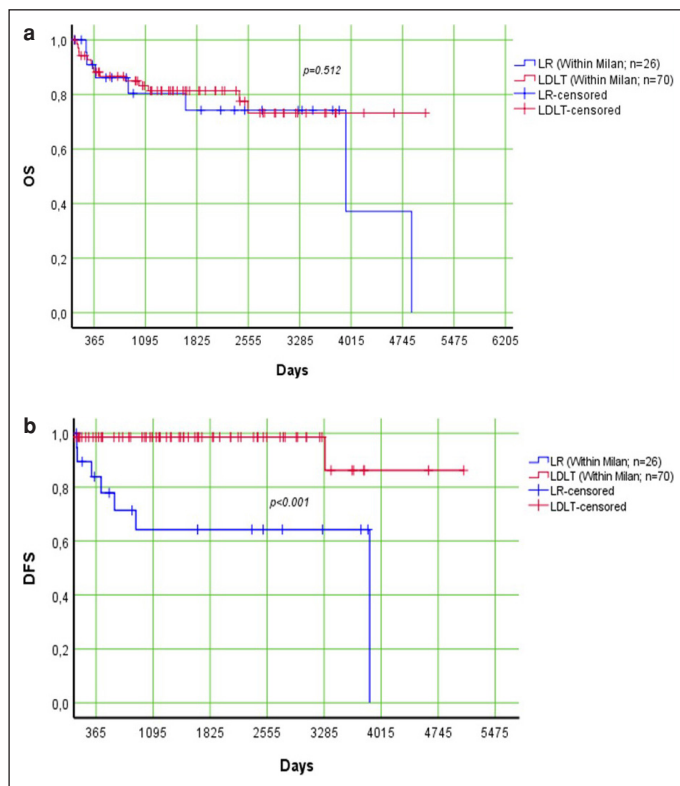 a
1,0
0,8
0,6
0,4
0,2
0,0
OS
p=0.512
LR (Within Milan; n=26)
LDLT (Within Milan; n=70)
LR-censored
LDLT-censored
365 1095 1825 2555 3285 4015 4745 5475 6205
Days
b
1,0
0,8
0,6
0,4
0,2
0,0
DFS
p<0.001
LR (Within Milan; n=26)
LDLT (Within Milan; n=70)
LR-censored
LDLT-censored
365 1095 1825 2555 3285 4015 4745 5475
Days